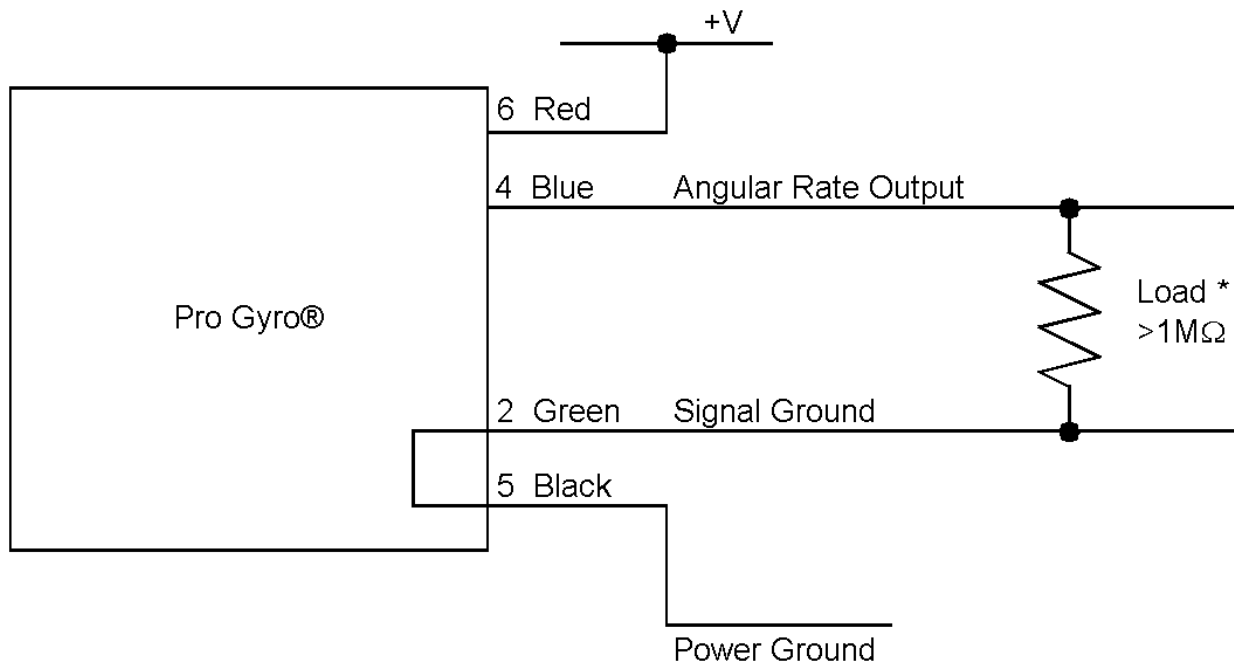 +V
6 Red
4 Blue Angular Rate Output
Pro Gyro®
Load *
>1MΩ
2 Green Signal Ground
5 Black
Power Ground